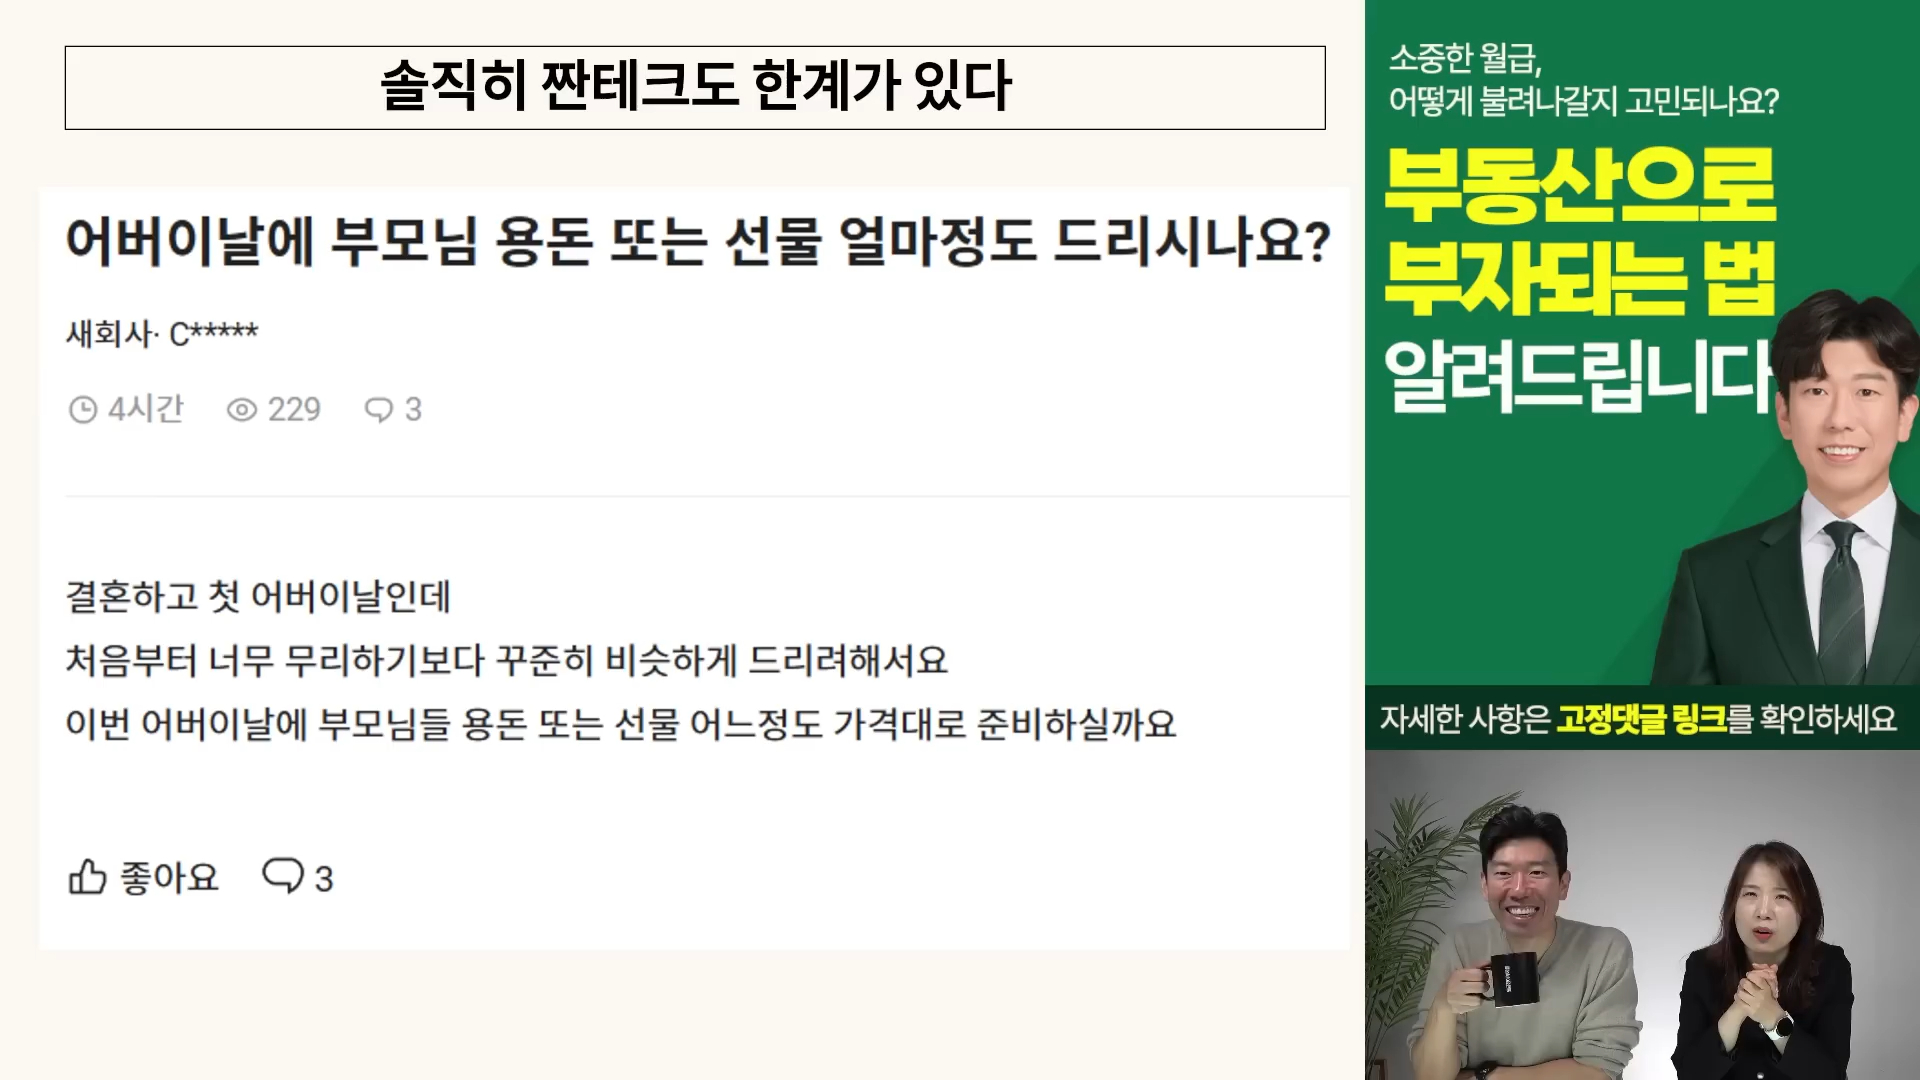 솔직히 짠테크도 한계가 있다
어버이날에 부모님 용돈 또는 선물 얼마정도 드리시나요?
새회사· C*****
4시간 229 3
결혼하고 첫 어버이날인데
처음부터 너무 무리하기보다 꾸준히 비슷하게 드리려해서요
이번 어버이날에 부모님들 용돈 또는 선물 어느정도 가격대로 준비하실까요
좋아요 3
소중한 월급,
어떻게 불려나갈지 고민되나요?
부동산으로
부자되는 법
알려드립니다
자세한 사항은 고정댓글 링크를 확인하세요